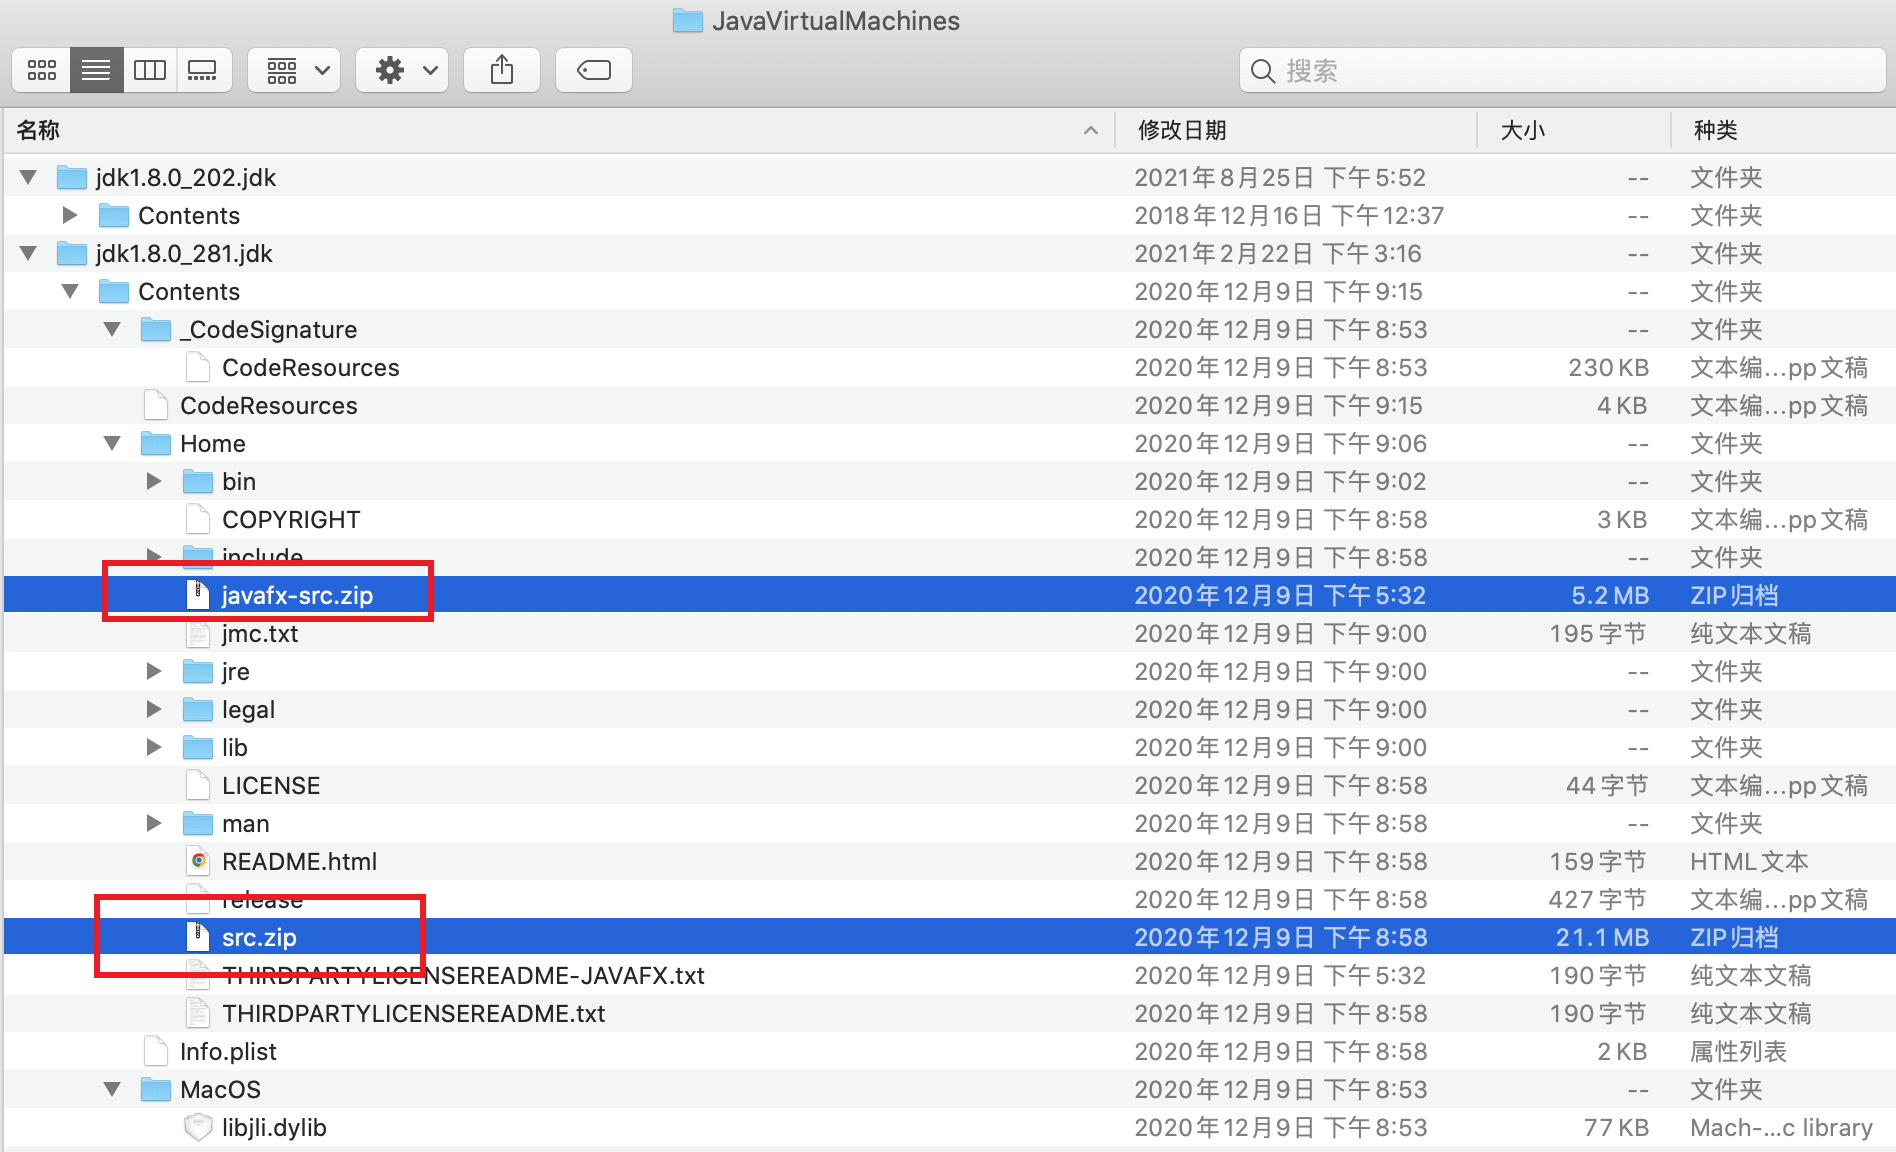 JavaVirtualMachines
搜索
名称 修改日期 大小 种类
jdk1.8.0_202.jdk 2021年8月25日 下午5:52 -- 文件夹
Contents 2018年12月16日 下午12:37 -- 文件夹
jdk1.8.0_281.jdk 2021年2月22日 下午3:16 -- 文件夹
Contents 2020年12月9日 下午9:15 -- 文件夹
_CodeSignature 2020年12月9日 下午8:53 -- 文件夹
CodeResources 2020年12月9日 下午8:53 230 KB 文本编…pp文稿
CodeResources 2020年12月9日 下午9:15 4 KB 文本编…pp文稿
Home 2020年12月9日 下午9:06 -- 文件夹
bin 2020年12月9日 下午9:02 -- 文件夹
COPYRIGHT 2020年12月9日 下午8:58 3 KB 文本编…pp文稿
include 2020年12月9日 下午8:58 -- 文件夹
javafx-src.zip 2020年12月9日 下午5:32 5.2 MB ZIP归档
jmc.txt 2020年12月9日 下午9:00 195 字节 纯文本文稿
jre 2020年12月9日 下午9:00 -- 文件夹
legal 2020年12月9日 下午9:00 -- 文件夹
lib 2020年12月9日 下午9:00 -- 文件夹
LICENSE 2020年12月9日 下午8:58 44 字节 文本编…pp文稿
man 2020年12月9日 下午8:58 -- 文件夹
README.html 2020年12月9日 下午8:58 159 字节 HTML文本
release 2020年12月9日 下午8:58 427 字节 文本编…pp文稿
src.zip 2020年12月9日 下午8:58 21.1 MB ZIP归档
THIRDPARTYLICENSEREADME-JAVAFX.txt 2020年12月9日 下午5:32 190 字节 纯文本文稿
THIRDPARTYLICENSEREADME.txt 2020年12月9日 下午8:58 190 字节 纯文本文稿
Info.plist 2020年12月9日 下午8:58 2 KB 属性列表
MacOS 2020年12月9日 下午8:53 -- 文件夹
libjli.dylib 2020年12月9日 下午8:53 77 KB Mach-…c library